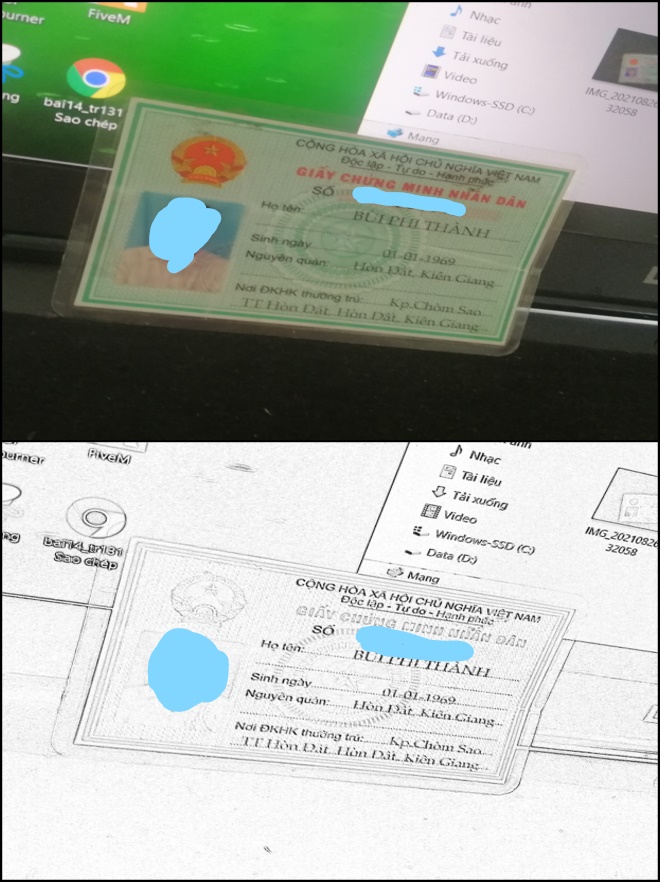 ourner
FiveM
ng
bai14_tr131
Sao chép
Nhạc
Tài liệu
Tải xuống
Video
Windows-SSD (C:)
Data (D:)
Mạng
IMG_20210826
32058
CỘNG HÒA XÃ HỘI CHỦ NGHĨA VIỆT NAM
Độc lập - Tự do - Hạnh phúc
GIẤY CHỨNG MINH NHÂN DÂN
SỐ
Họ tên: BÙI PHI THÀNH
Sinh ngày 01-01-1969
Nguyên quán: Hòn Đất, Kiên Giang
Nơi ĐKHK thường trú: Kp.Chòm Sao
TT Hòn Đất, Hòn Đất, Kiên Giang
ourner
FiveM
ng
bai14_tr131
Sao chép
Nhạc
Tài liệu
Tải xuống
Video
Windows-SSD (C:)
Data (D:)
Mạng
IMG_20210826
32058
CỘNG HÒA XÃ HỘI CHỦ NGHĨA VIỆT NAM
Độc lập - Tự do - Hạnh phúc
GIẤY CHỨNG MINH NHÂN DÂN
SỐ
Họ tên: BÙI PHI THÀNH
Sinh ngày 01-01-1969
Nguyên quán: Hòn Đất, Kiên Giang
Nơi ĐKHK thường trú: Kp.Chòm Sao
TT Hòn Đất, Hòn Đất, Kiên Giang